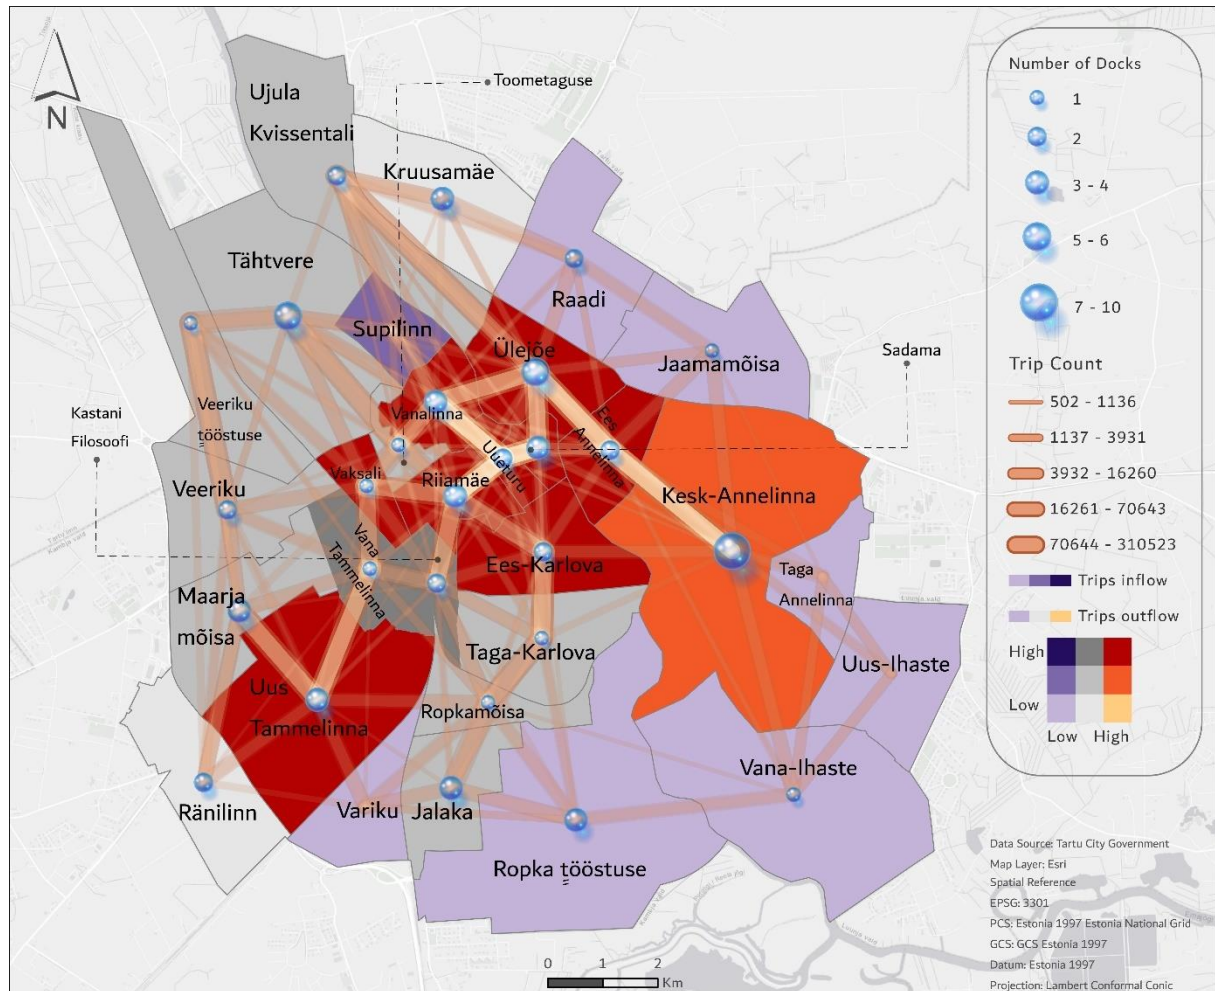 N
Ujula
Kvissentali
Toometaguse
Kruusamäe
Tähtvere
Raadi
Supilinn
Ülejõe
Jaamamõisa
Sadama
Kastani
Filosoofi
Veeriku
tööstuse
Vanalinna
Ees
Annelinna
Uueturu
Vaksali
Riiamäe
Kesk-Annelinna
Veeriku
Vana
Tammelinna
Ees-Karlova
Taga
Annelinna
Maarja
mõisa
Taga-Karlova
Uus-Ihaste
Uus
Tammelinna
Ropkamõisa
Vana-Ihaste
Ränilinn
Variku
Jalaka
Ropka tööstuse
0 1 2
Km
Number of Docks
1
2
3 - 4
5 - 6
7 - 10
Trip Count
502 - 1136
1137 - 3931
3932 - 16260
16261 - 70643
70644 - 310523
Trips inflow
Trips outflow
High
Low
Low High
Data Source: Tartu City Government
Map Layer: Esri
Spatial Reference
EPSG: 3301
PCS: Estonia 1997 Estonia National Grid
GCS: GCS Estonia 1997
Datum: Estonia 1997
Projection: Lambert Conformal Conic